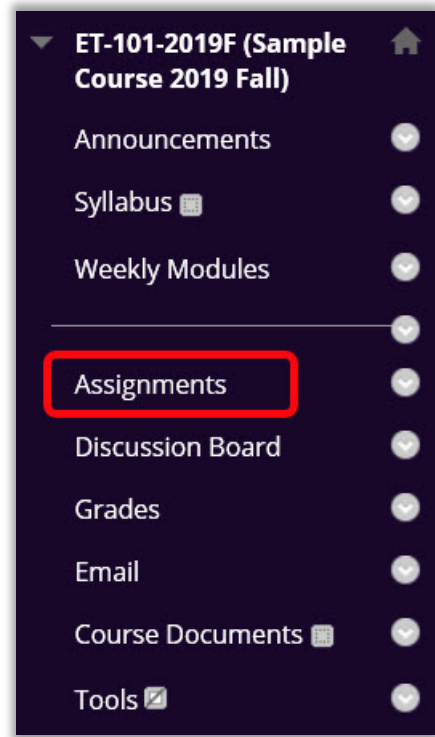 ET-101-2019F (Sample
Course 2019 Fall)
Announcements
Syllabus
Weekly Modules
Assignments
Discussion Board
Grades
Email
Course Documents
Tools